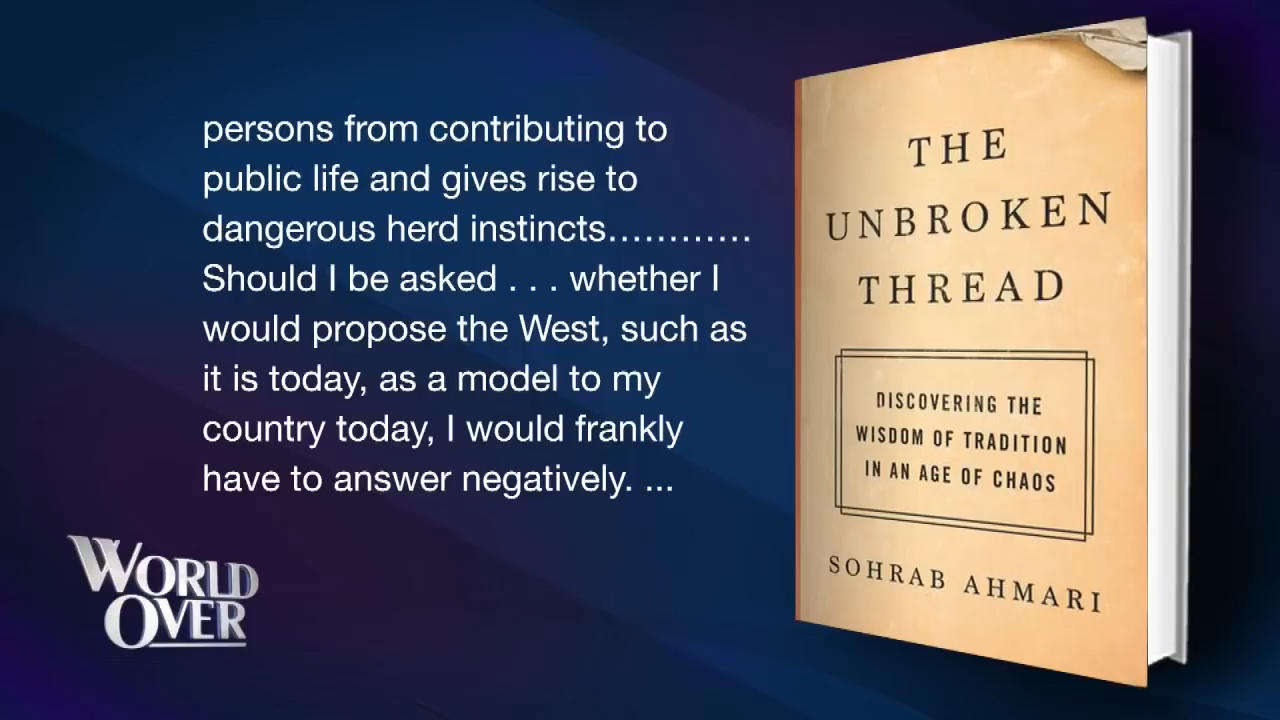 persons from contributing to
public life and gives rise to
dangerous herd instincts............
Should I be asked . . . whether I
would propose the West, such as
it is today, as a model to my
country today, I would frankly
have to answer negatively. ...
WORLD
OVER
THE
UNBROKEN
THREAD
DISCOVERING THE
WISDOM OF TRADITION
IN AN AGE OF CHAOS
SOHRAB AHMARI